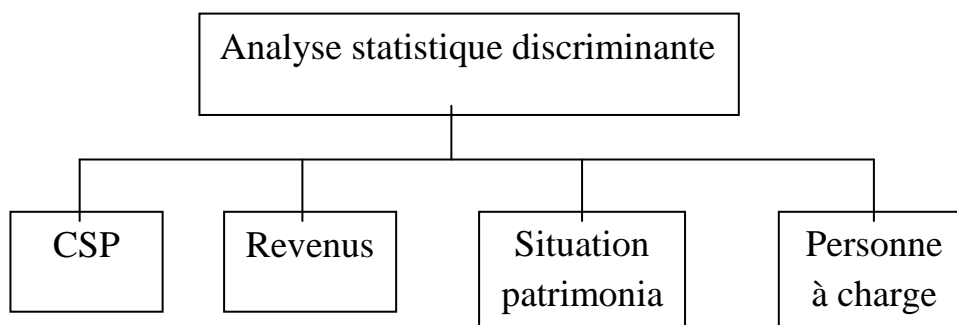 Analyse statistique discriminante
CSP
Revenus
Situation
patrimonia
Personne
à charge